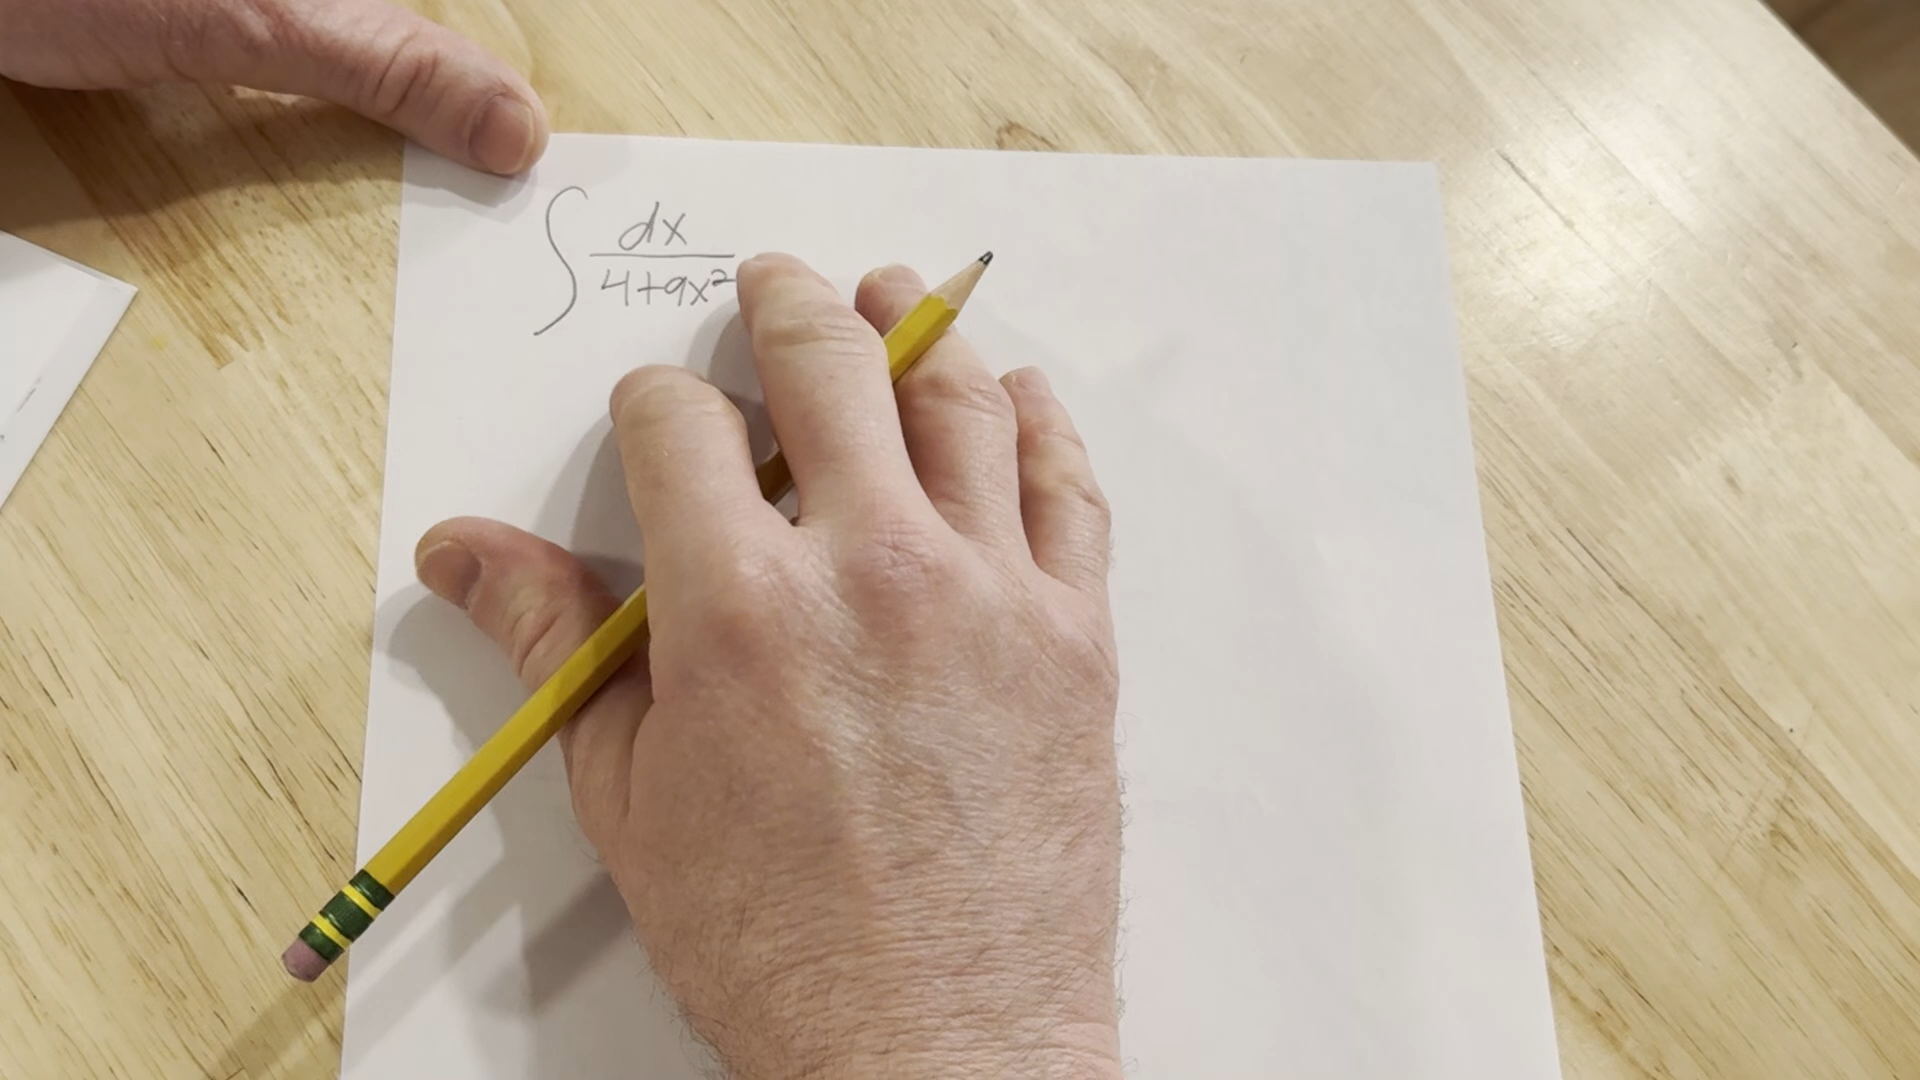 ∫ dx / (4+9x²)